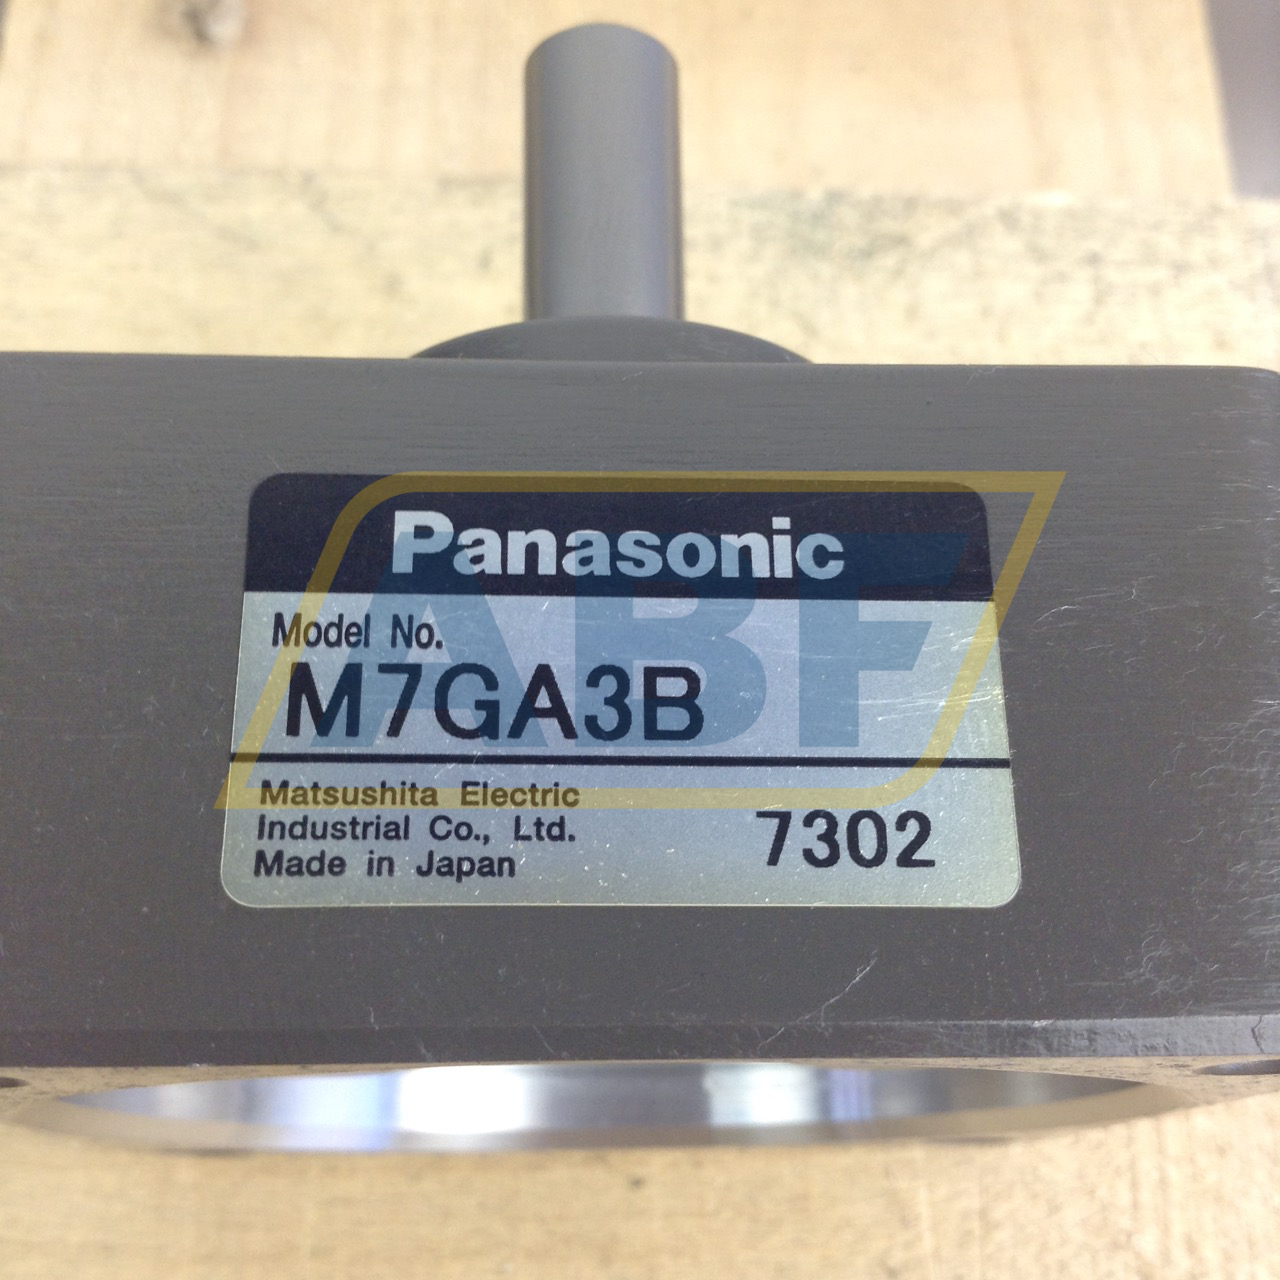 Panasonic
Model No.
M7GA3B
ABF
Matsushita Electric
Industrial Co., Ltd.
Made in Japan
7302